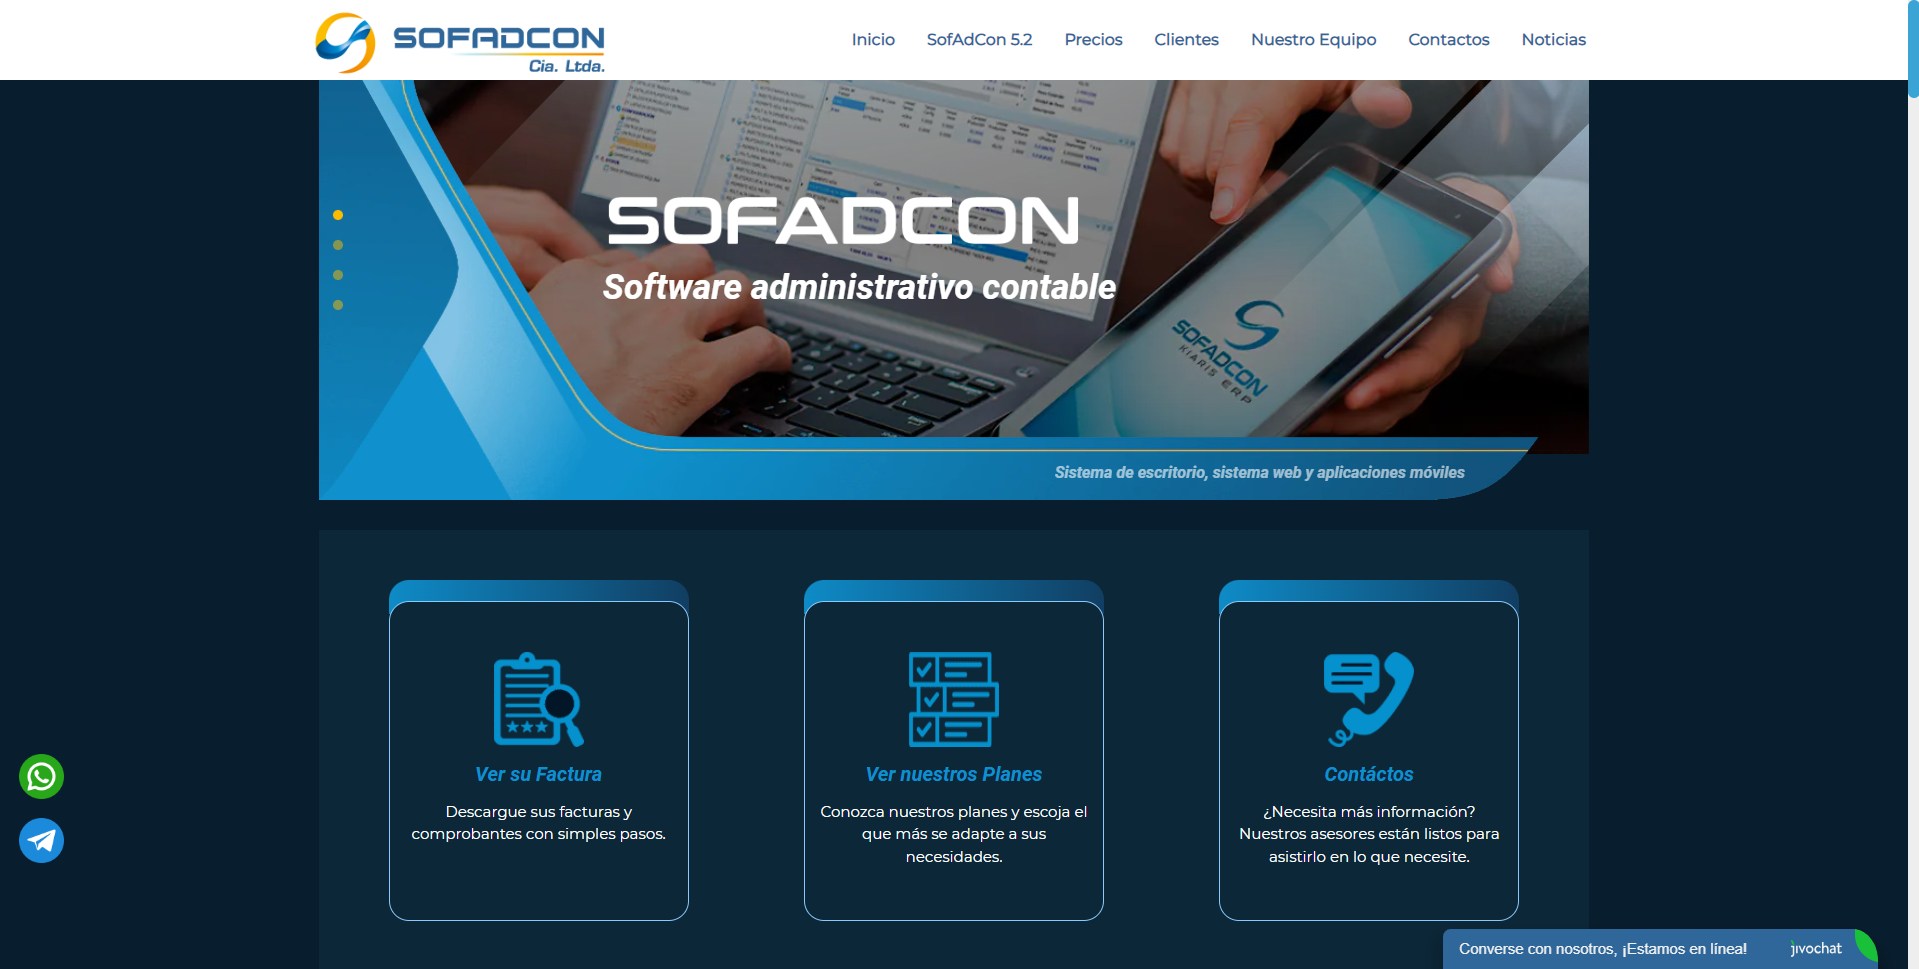 SOFADCON
Cia. Ltda.
Inicio
SofAdCon 5.2
Precios
Clientes
Nuestro Equipo
Contactos
Noticias
SOFADCON
Software administrativo contable
SOFADCON
KIARIS ERP
Sistema de escritorio, sistema web y aplicaciones móviles
Ver su Factura
Descargue sus facturas y
comprobantes con simples pasos.
Ver nuestros Planes
Conozca nuestros planes y escoja el
que más se adapte a sus
necesidades.
Contáctos
¿Necesita más información?
Nuestros asesores están listos para
asistirlo en lo que necesite.
Converse con nosotros, ¡Estamos en línea!
jivochat